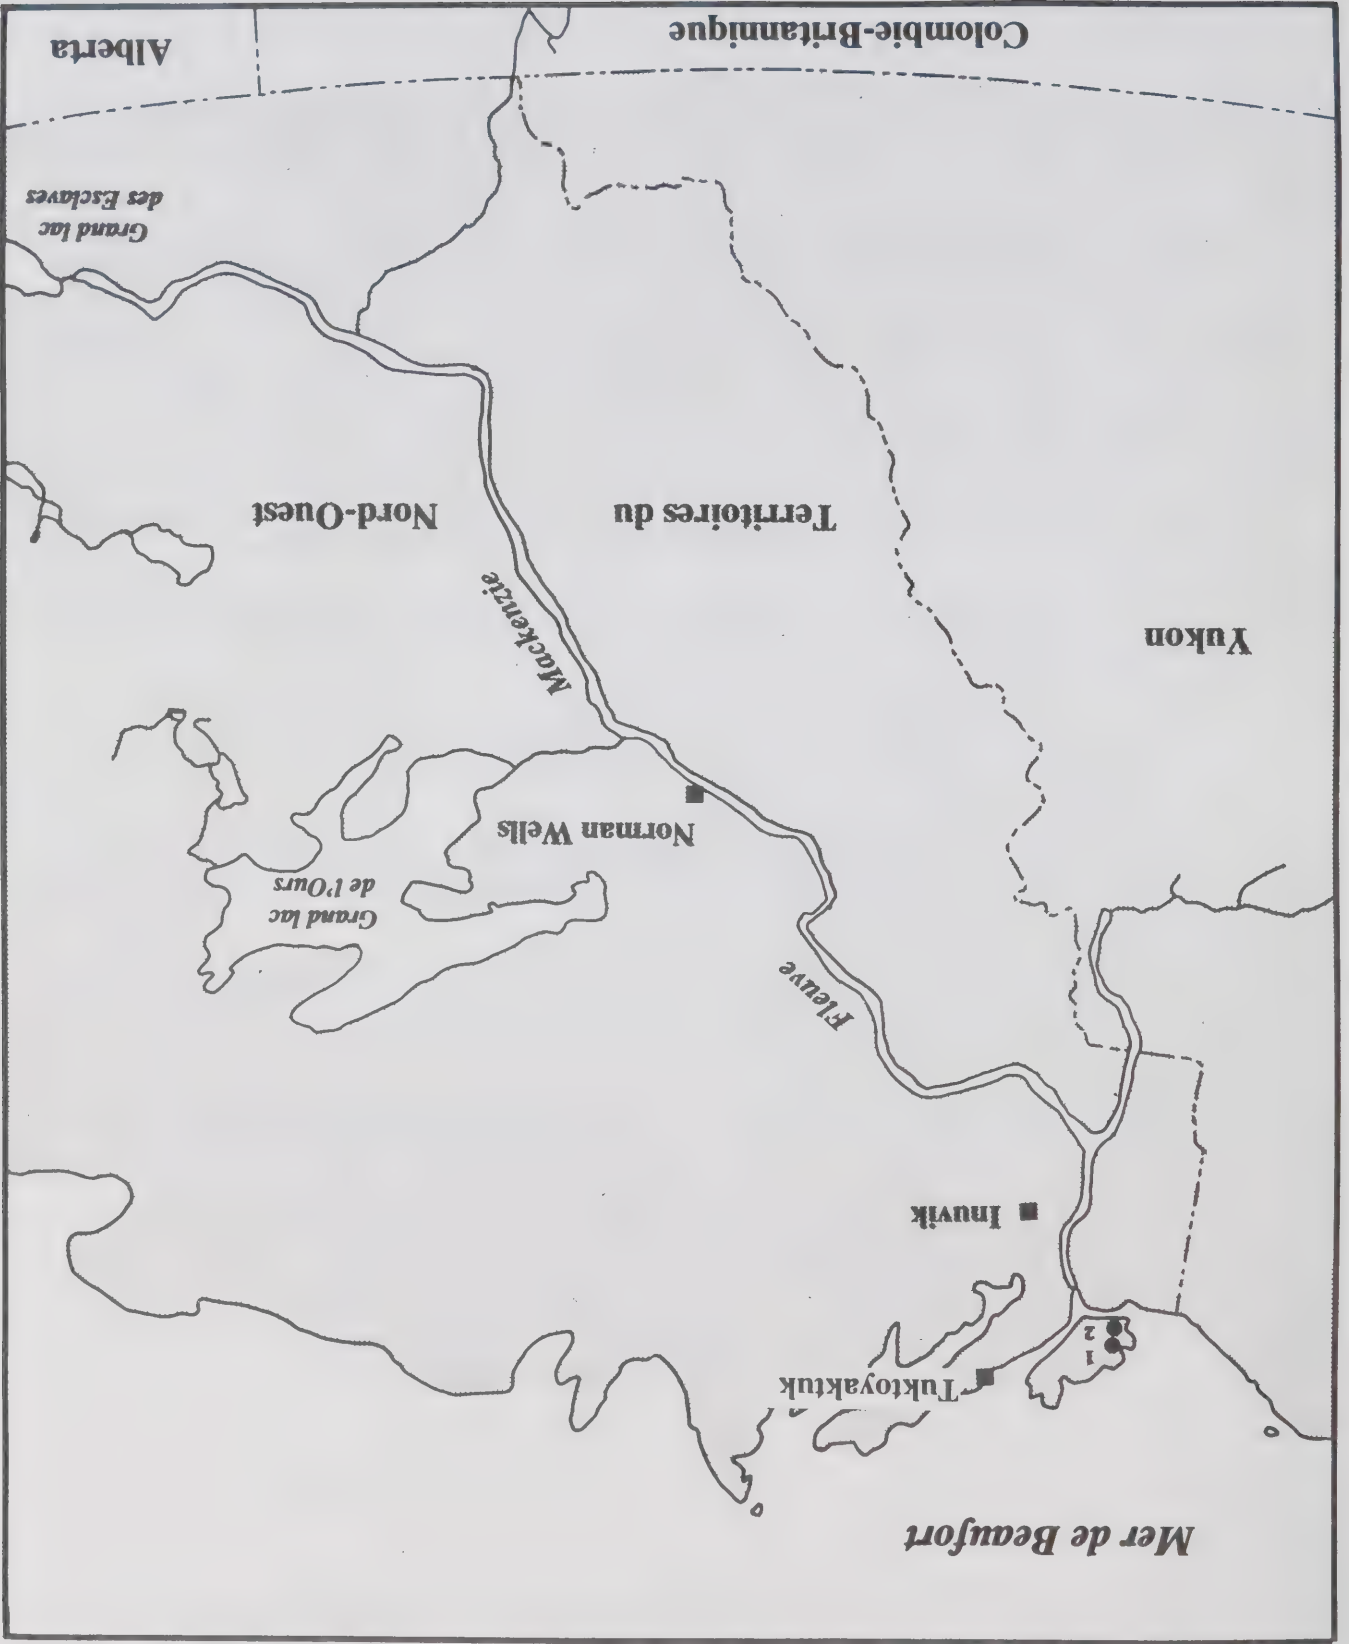 Mer de Beaufort
Tuktoyaktuk
1
2
Inuvik
Fleuve
Grand lac
de l'Ours
Norman Wells
Mackenzie
Yukon
Territoires du
Nord-Ouest
Grand lac
des Esclaves
Colombie-Britannique
Alberta